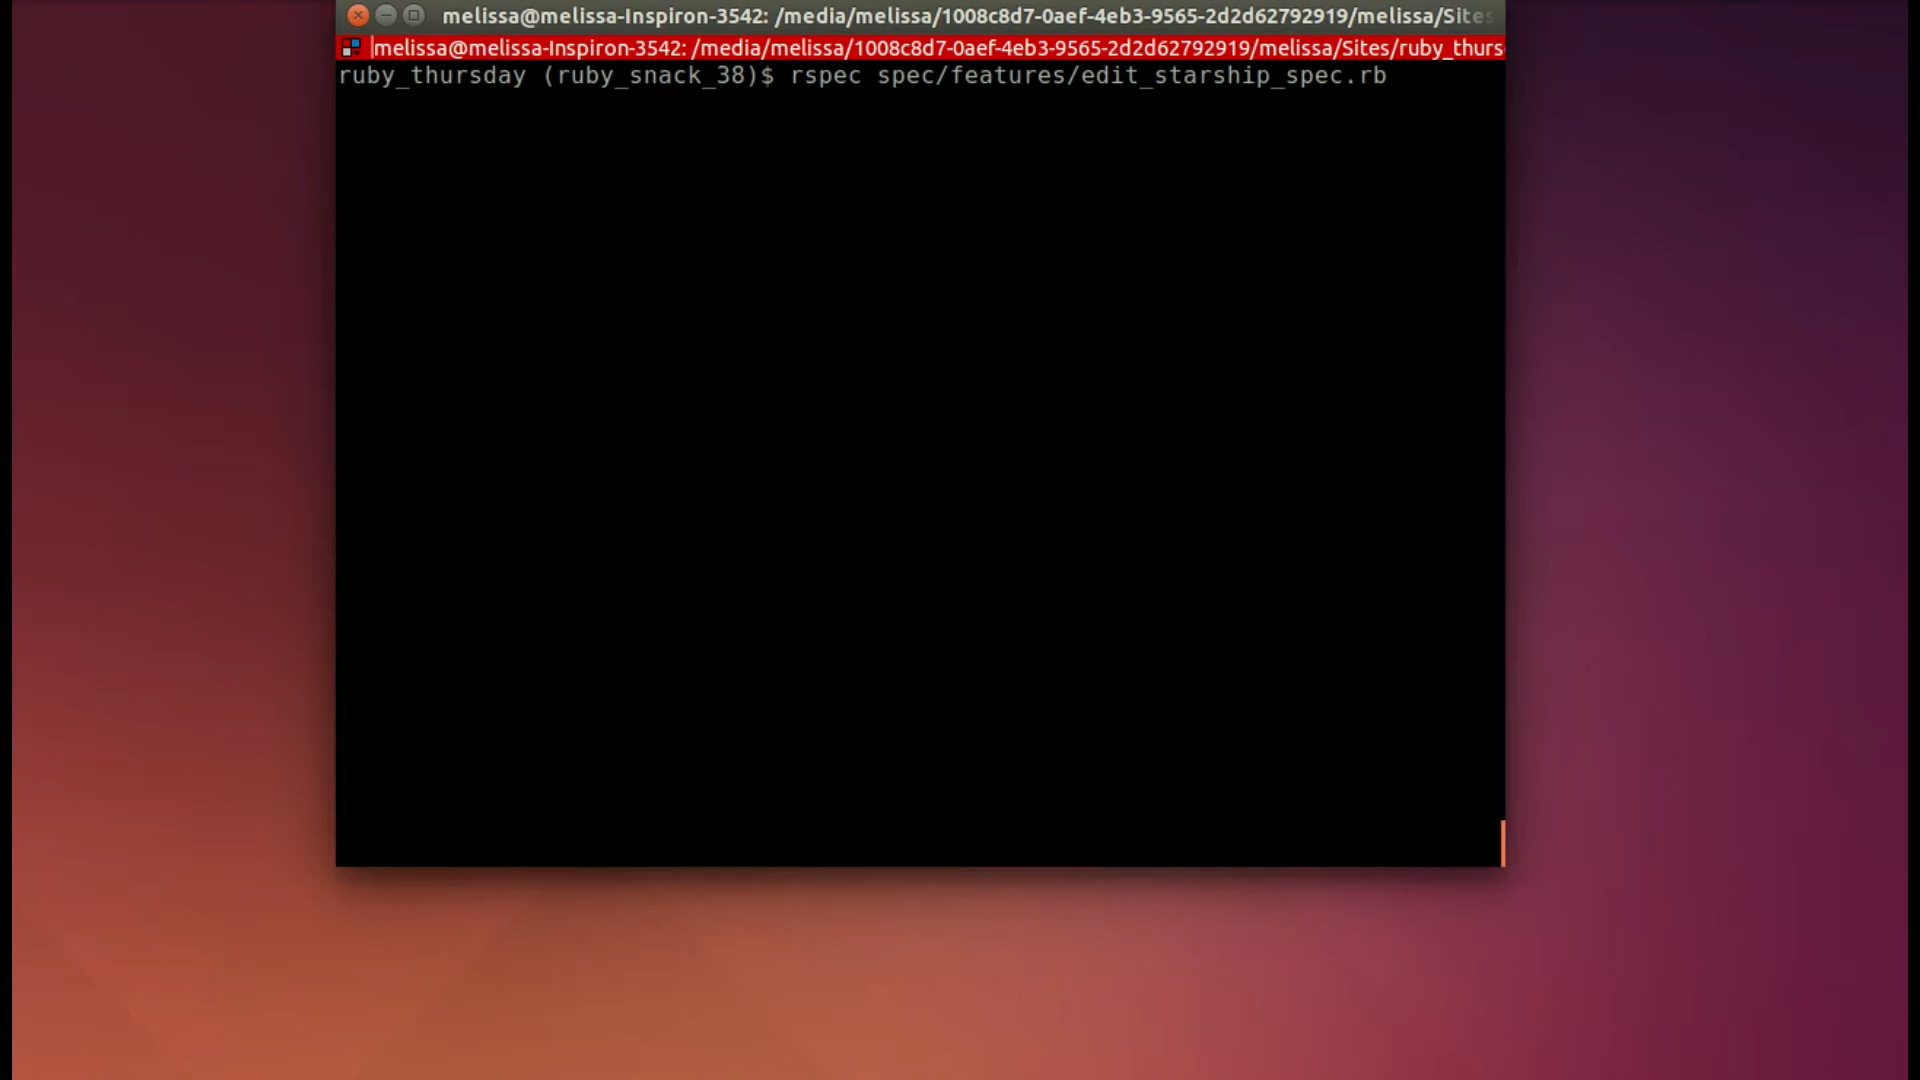 melissa@melissa-Inspiron-3542: /media/melissa/1008c8d7-0aef-4eb3-9565-2d2d62792919/melissa/Sites
melissa@melissa-Inspiron-3542: /media/melissa/1008c8d7-0aef-4eb3-9565-2d2d62792919/melissa/Sites/ruby_thurs
ruby_thursday (ruby_snack_38)$ rspec spec/features/edit_starship_spec.rb